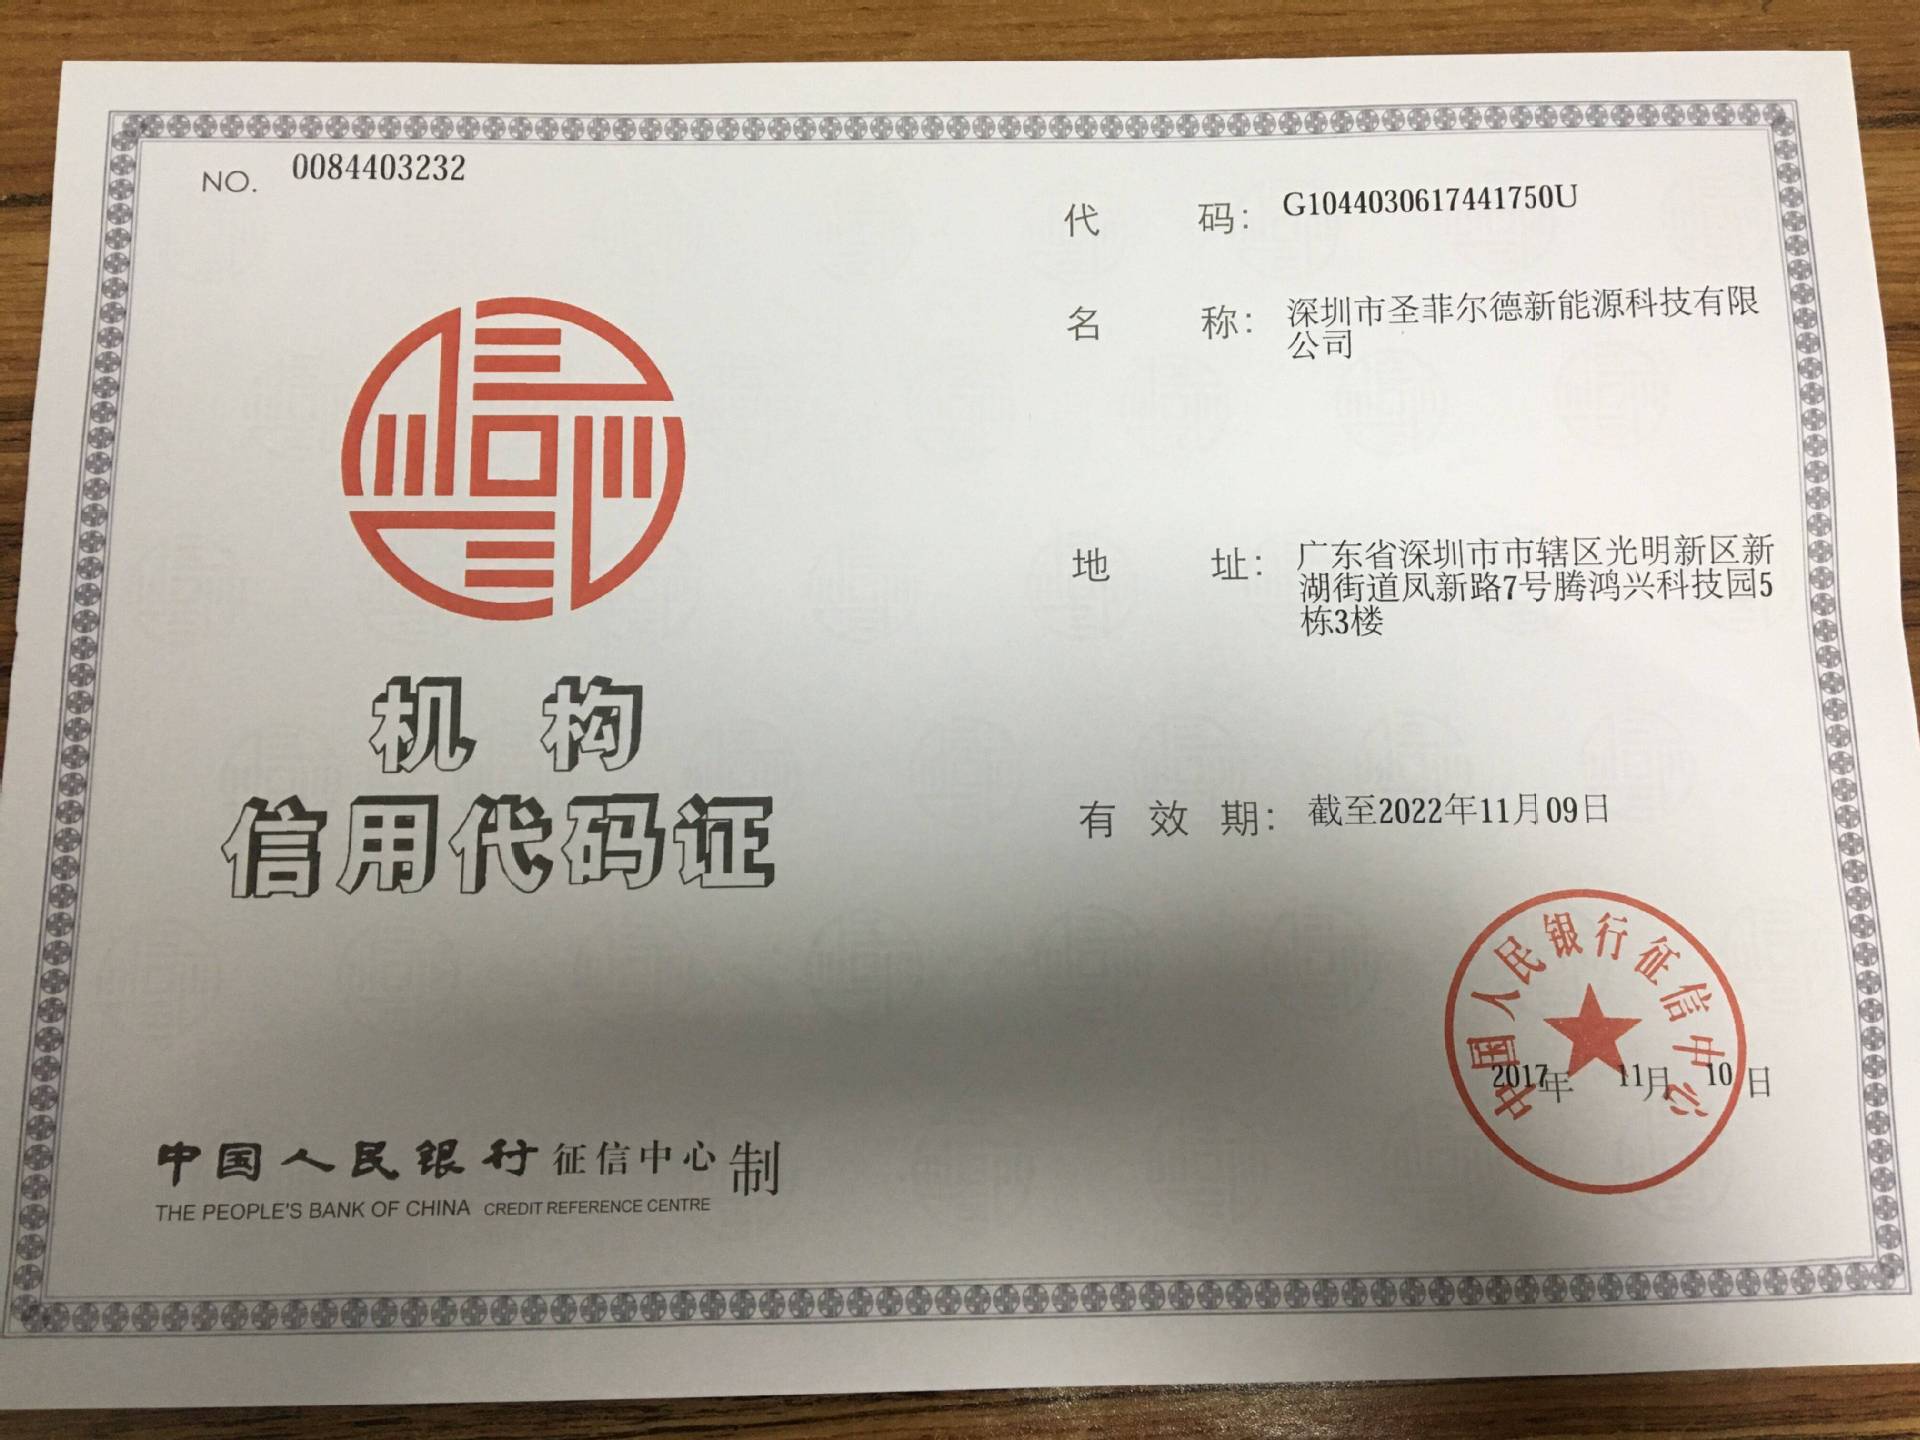 NO. 0084403232
机 构
信用代码证
中国人民银行征信中心制
THE PEOPLE'S BANK OF CHINA CREDIT REFERENCE CENTRE
代 码： G1044030617441750U
名 称： 深圳市圣菲尔德新能源科技有限
公司
地 址： 广东省深圳市市辖区光明新区新
湖街道凤新路7号腾鸿兴科技园5
栋3楼
有 效 期： 截至2022年11月09日
中国人民银行征信中心
2017年 11月 10日